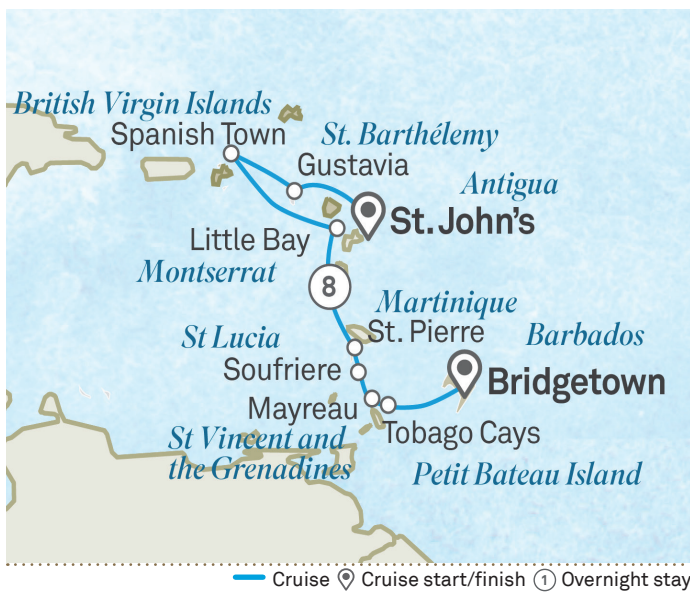 British Virgin Islands
Spanish Town
St. Barthélemy
Gustavia
Antigua
St. John's
Little Bay
Montserrat
8
Martinique
St. Pierre
St Lucia
Barbados
Soufriere
Bridgetown
Mayreau
Tobago Cays
St Vincent and
the Grenadines
Petit Bateau Island
Cruise Cruise start/finish 1 Overnight stay